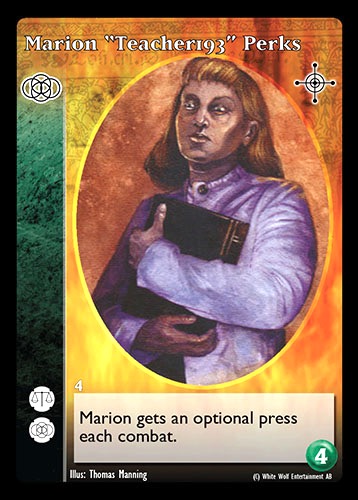 Marion "Teacher193" Perks
4
Marion gets an optional press
each combat.
4
Illus: Thomas Manning
(C) White Wolf Entertainment AB